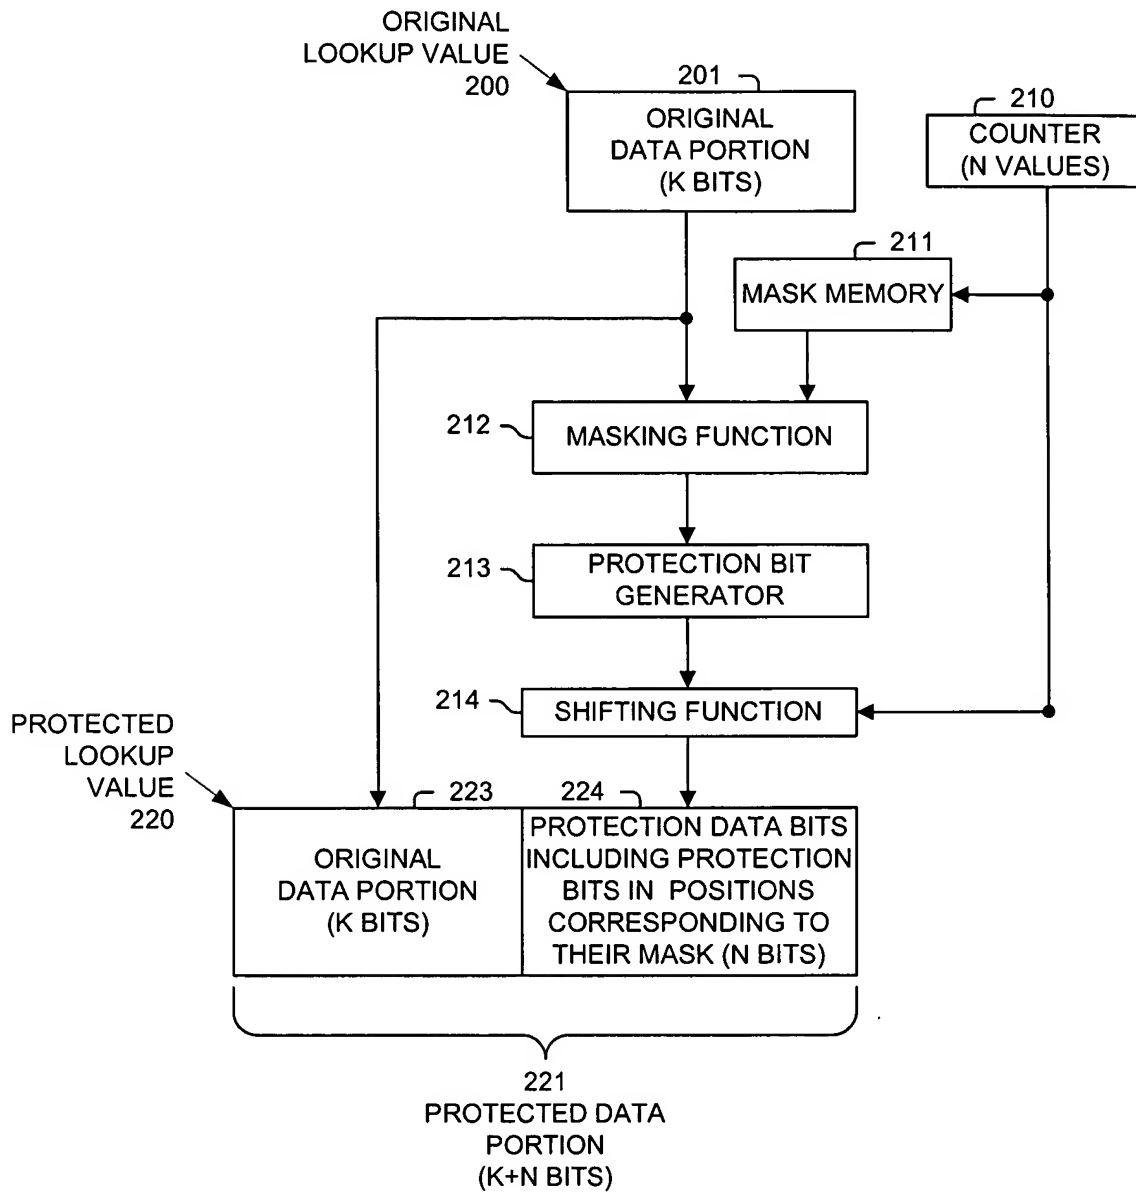 ORIGINAL
LOOKUP VALUE
200
201
ORIGINAL
DATA PORTION
(K BITS)
210
COUNTER
(N VALUES)
211
MASK MEMORY
212
MASKING FUNCTION
213
PROTECTION BIT
GENERATOR
214
SHIFTING FUNCTION
PROTECTED
LOOKUP
VALUE
220
223
ORIGINAL
DATA PORTION
(K BITS)
224
PROTECTION DATA BITS
INCLUDING PROTECTION
BITS IN POSITIONS
CORRESPONDING TO
THEIR MASK (N BITS)
221
PROTECTED DATA
PORTION
(K+N BITS)